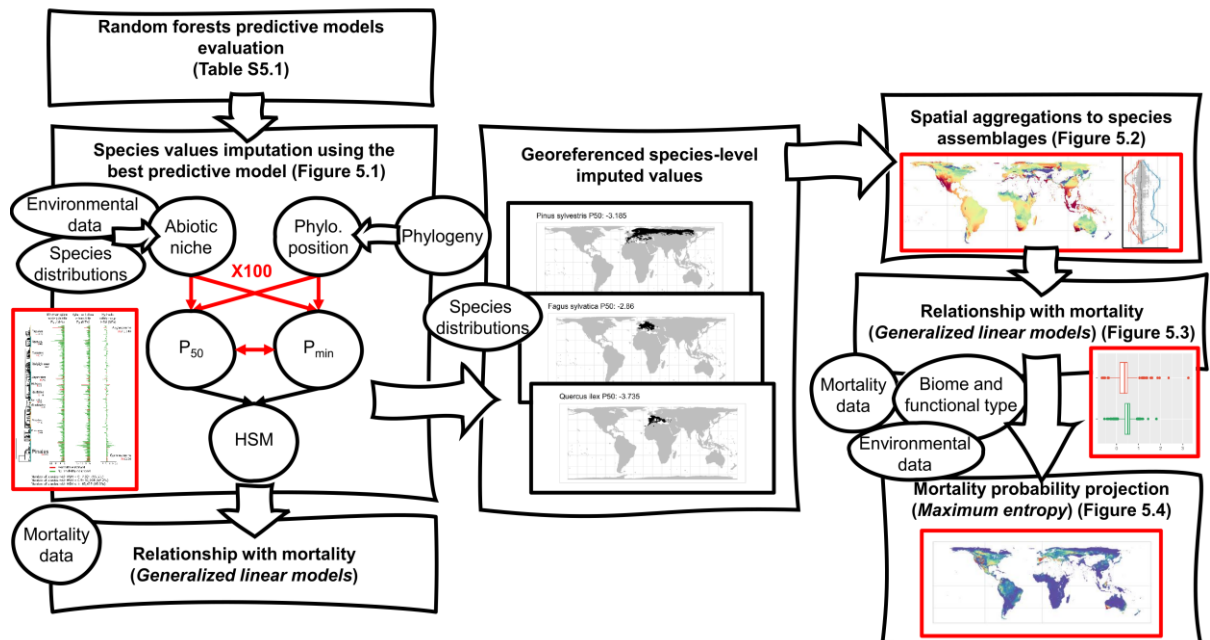 Random forests predictive models
evaluation
(Table S5.1)
Species values imputation using the
best predictive model (Figure 5.1)
Environmental
data
Species
distributions
Abiotic
niche
Phylo.
position
Phylogeny
X100
P50
Pmin
HSM
Mortality
data
Relationship with mortality
(Generalized linear models)
Georeferenced species-level
imputed values
Pinus sylvestris P50: -3.185
Fagus sylvatica P50: -2.86
Quercus ilex P50: -3.735
Species
distributions
Spatial aggregations to species
assemblages (Figure 5.2)
Relationship with mortality
(Generalized linear models) (Figure 5.3)
Mortality
data
Biome and
functional type
Environmental
data
Mortality probability projection
(Maximum entropy) (Figure 5.4)